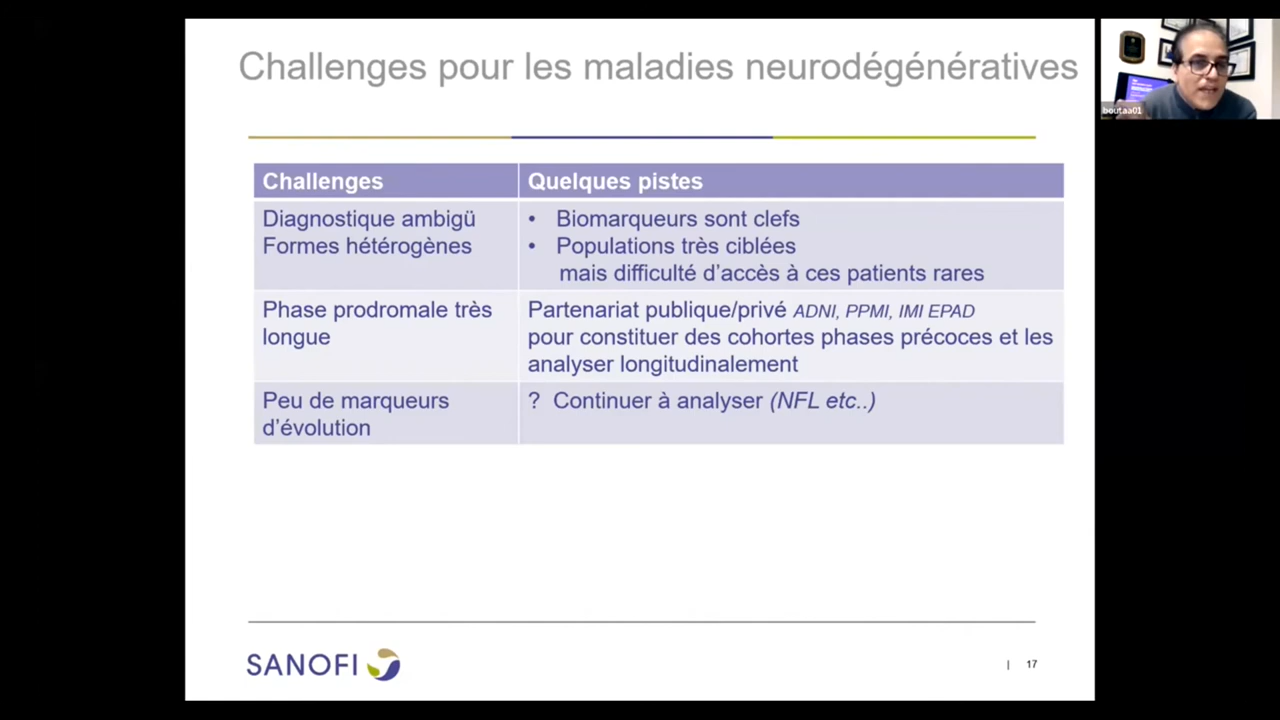 Challenges pour les maladies neurodégénératives
boutaa01
Challenges
Quelques pistes
Diagnostique ambigü
Formes hétérogènes
• Biomarqueurs sont clefs
• Populations très ciblées
mais difficulté d’accès à ces patients rares
Phase prodromale très
longue
Partenariat publique/privé ADNI, PPMI, IMI EPAD
pour constituer des cohortes phases précoces et les
analyser longitudinalement
Peu de marqueurs
d’évolution
? Continuer à analyser (NFL etc..)
SANOFI
| 17